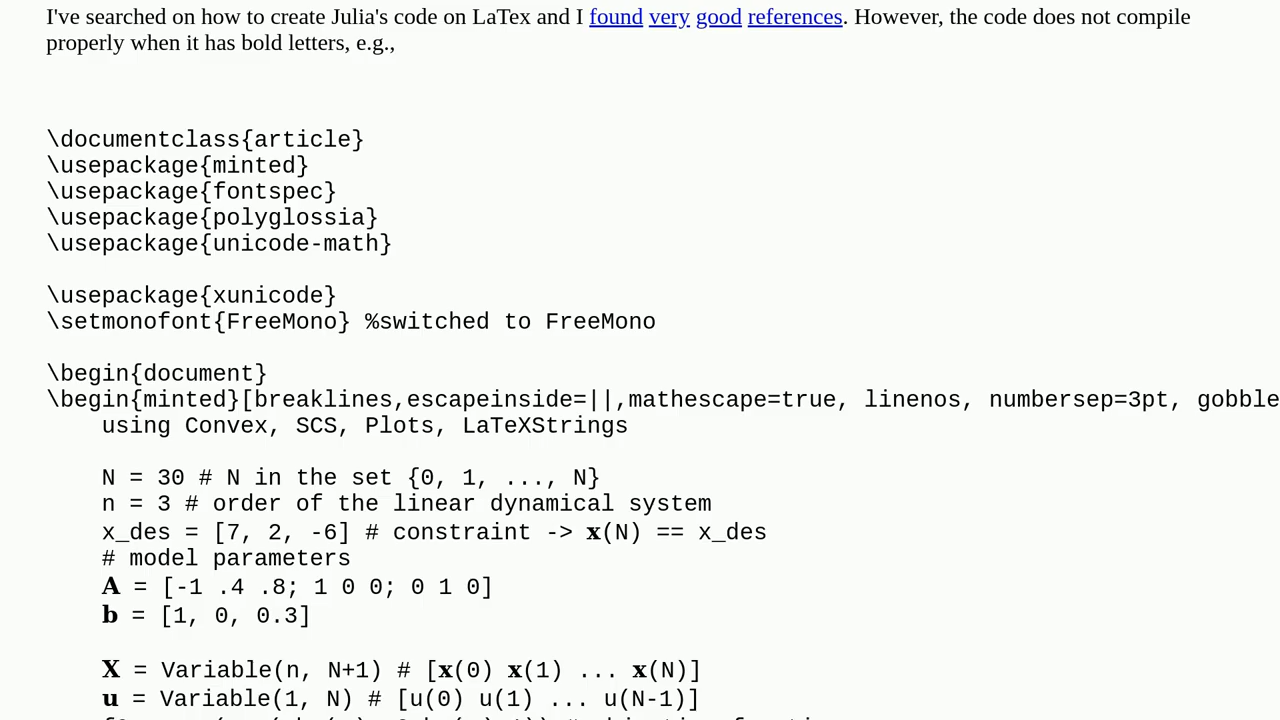 I've searched on how to create Julia's code on LaTex and I found very good references. However, the code does not compile
properly when it has bold letters, e.g.,
\documentclass{article}
\usepackage{minted}
\usepackage{fontspec}
\usepackage{polyglossia}
\usepackage{unicode-math}
\usepackage{xunicode}
\setmonofont{FreeMono} %switched to FreeMono
\begin{document}
\begin{minted}[breaklines,escapeinside=||,mathescape=true, linenos, numbersep=3pt, gobble
using Convex, SCS, Plots, LaTeXStrings
N = 30 # N in the set {0, 1, ..., N}
n = 3 # order of the linear dynamical system
x_des = [7, 2, -6] # constraint -> 𝐱(N) == x_des
# model parameters
𝐀 = [-1 .4 .8; 1 0 0; 0 1 0]
𝐛 = [1, 0, 0.3]
𝐗 = Variable(n, N+1) # [𝐱(0) 𝐱(1) ... 𝐱(N)]
𝐮 = Variable(1, N) # [u(0) u(1) ... u(N-1)]